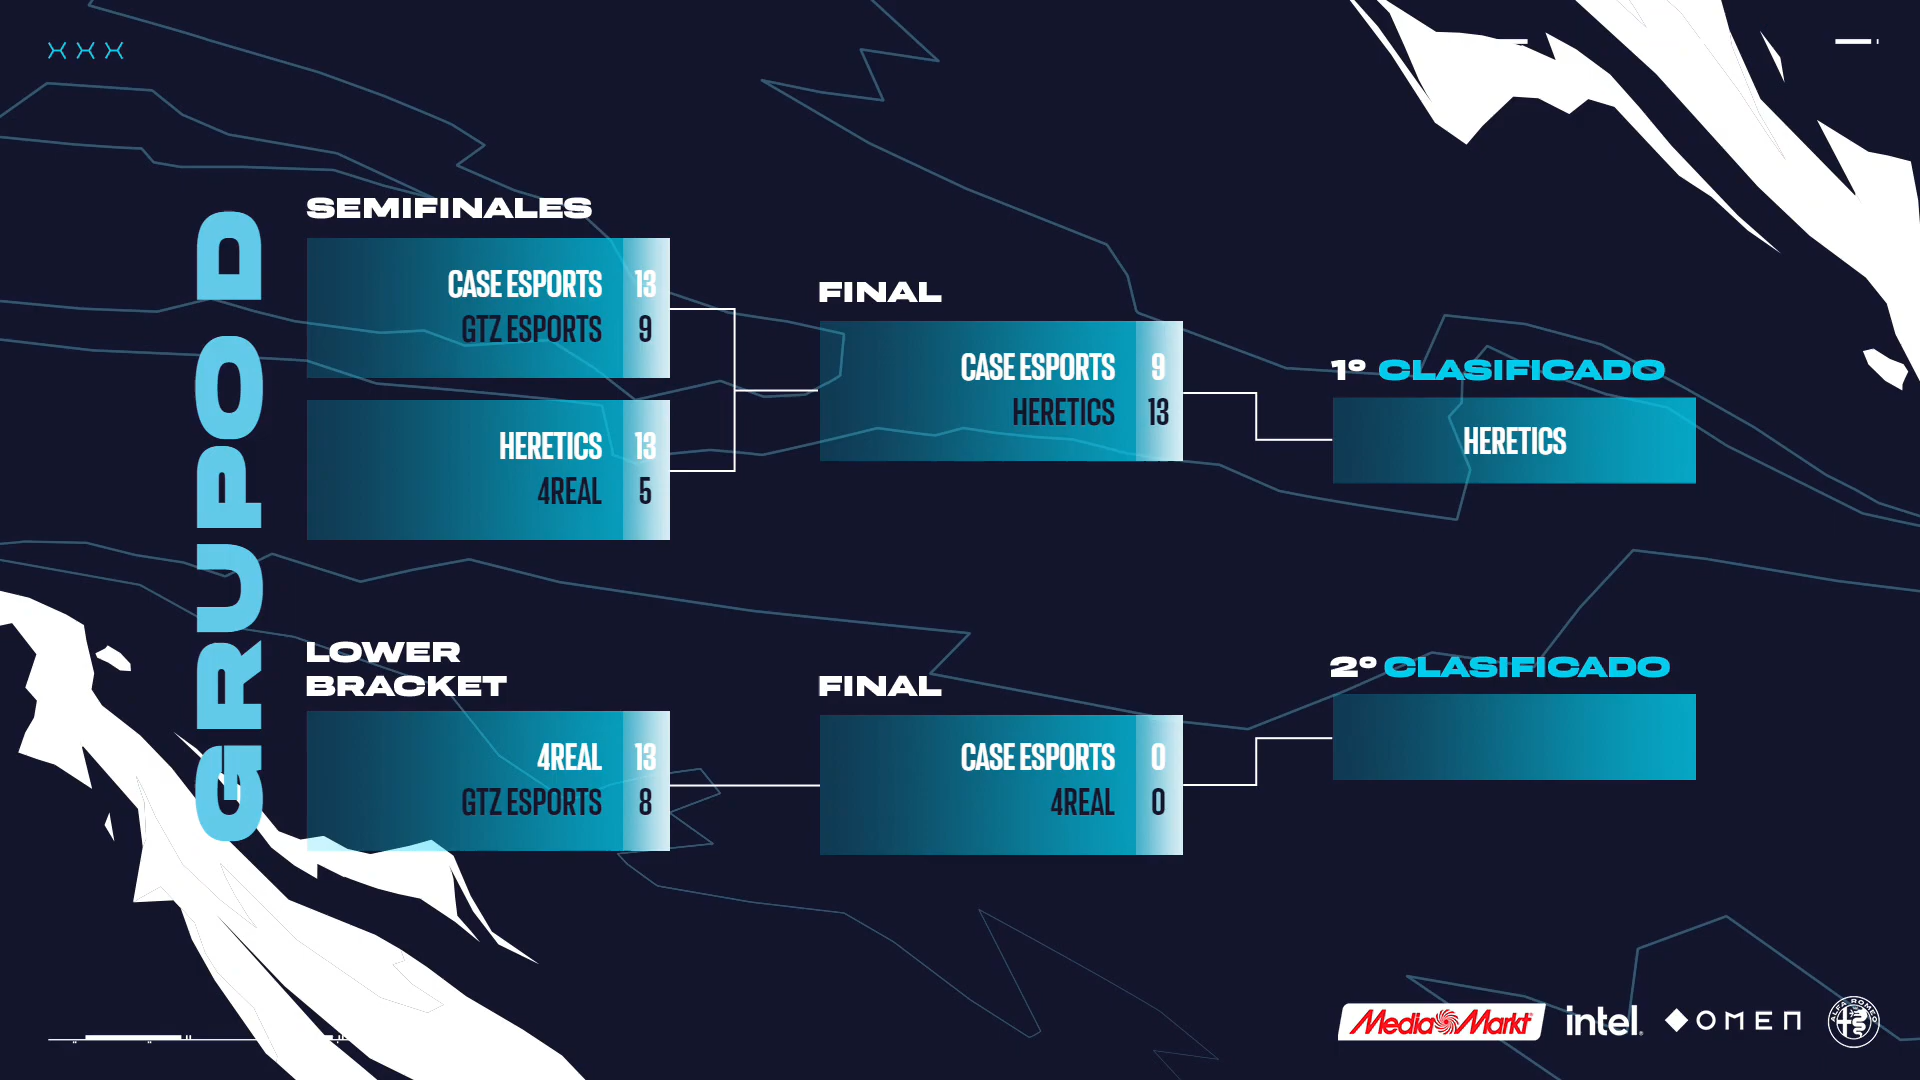 GRUPO D
SEMIFINALES
CASE ESPORTS 13
GTZ ESPORTS 9
HERETICS 13
4REAL 5
FINAL
CASE ESPORTS 9
HERETICS 13
1º CLASIFICADO
HERETICS
LOWER
BRACKET
4REAL 13
GTZ ESPORTS 8
FINAL
CASE ESPORTS 0
4REAL 0
2º CLASIFICADO
MediaMarkt intel. OMEN ALFA ROMEO